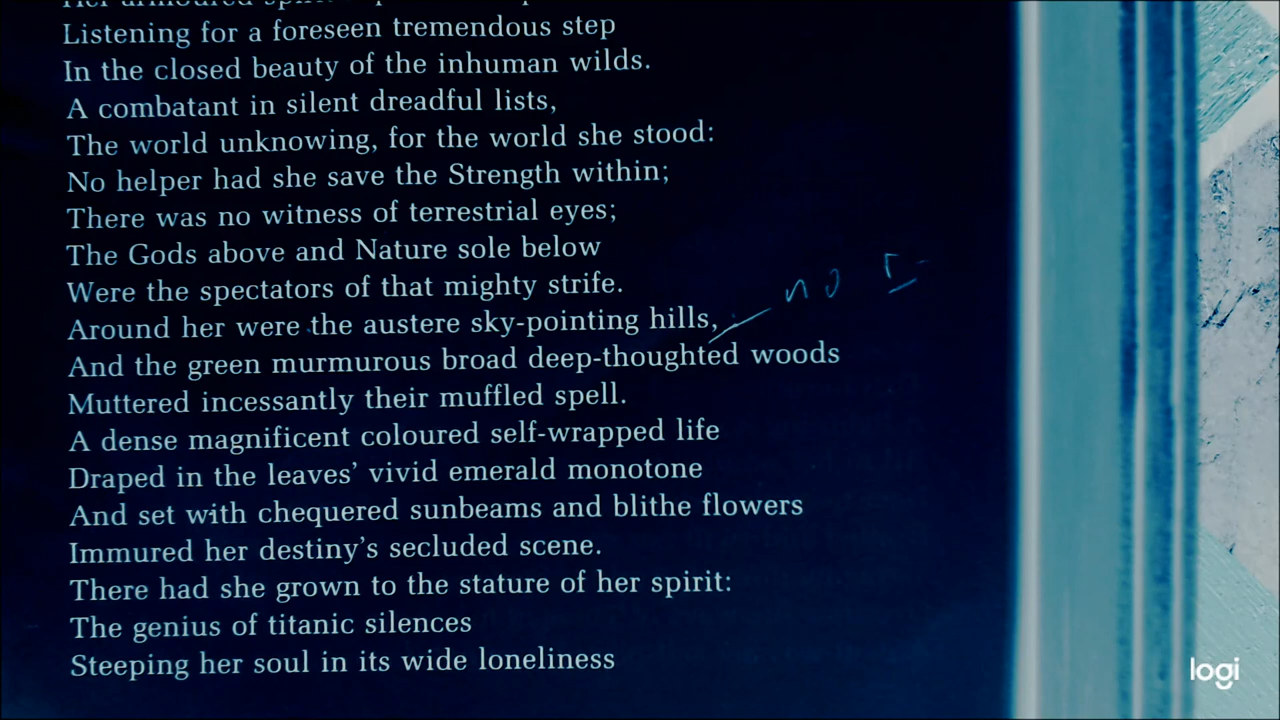 Listening for a foreseen tremendous step
In the closed beauty of the inhuman wilds.
A combatant in silent dreadful lists,
The world unknowing, for the world she stood:
No helper had she save the Strength within;
There was no witness of terrestrial eyes;
The Gods above and Nature sole below
Were the spectators of that mighty strife.
Around her were the austere sky-pointing hills,
no
And the green murmurous broad deep-thoughted woods
Muttered incessantly their muffled spell.
A dense magnificent coloured self-wrapped life
Draped in the leaves’ vivid emerald monotone
And set with chequered sunbeams and blithe flowers
Immured her destiny’s secluded scene.
There had she grown to the stature of her spirit:
The genius of titanic silences
Steeping her soul in its wide loneliness
logi